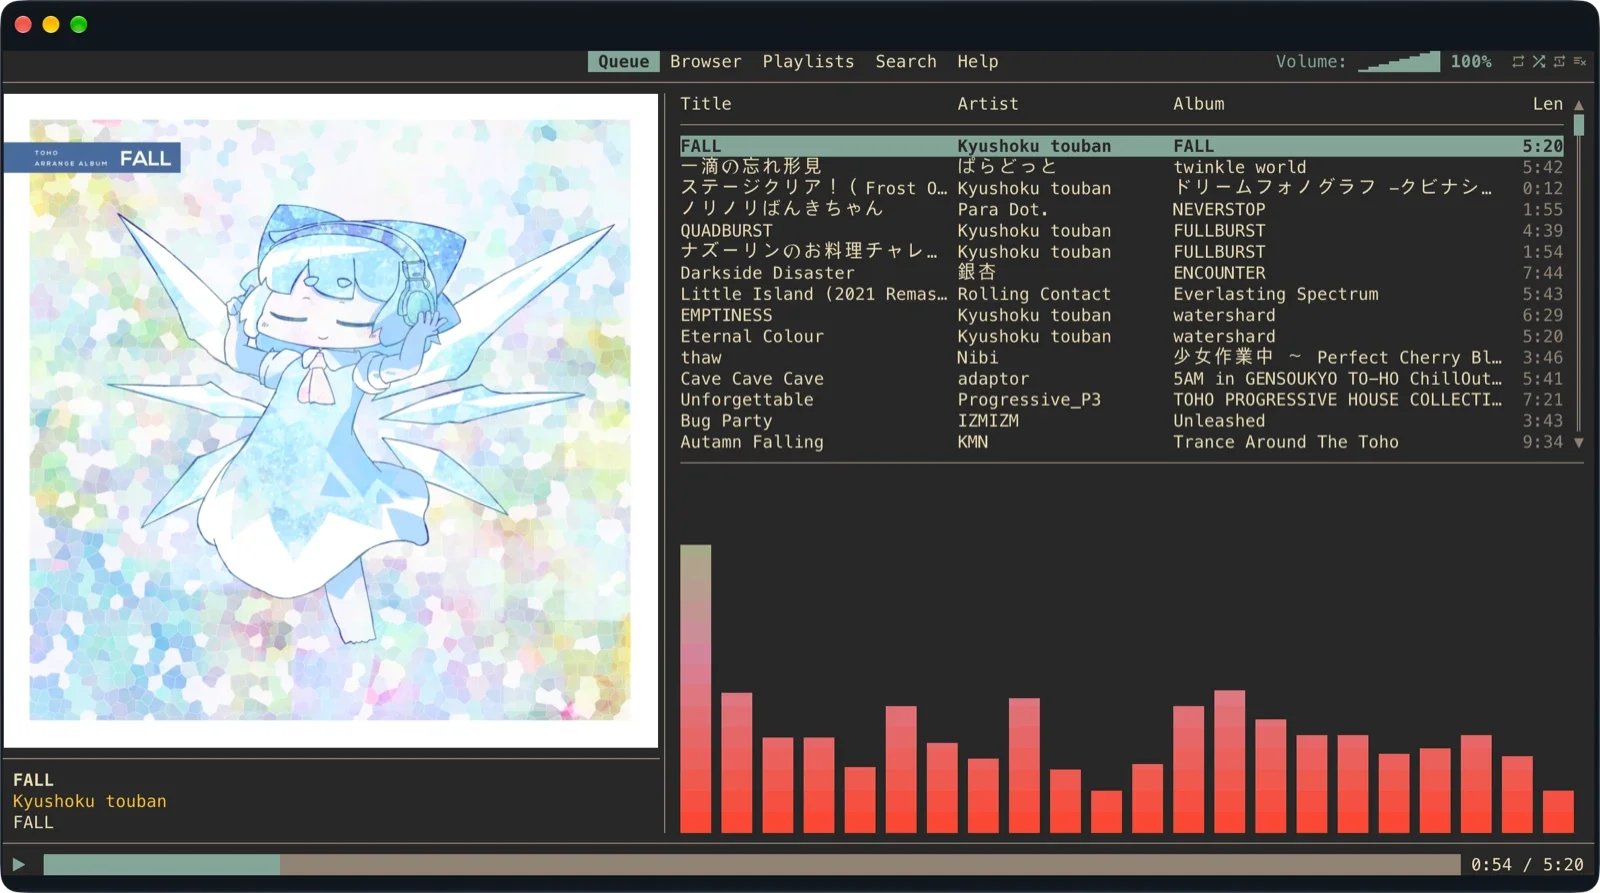 Queue Browser Playlists Search Help Volume: 100%
TOHO
ARRANGE ALBUM FALL
Title Artist Album Len
FALL Kyushoku touban FALL 5:20
一滴の忘れ形見 ぱらどっと twinkle world 5:42
ステージクリア！（Frost O… Kyushoku touban ドリームフォノグラフ −クビナシ… 0:12
ノリノリばんきちゃん Para Dot. NEVERSTOP 1:55
QUADBURST Kyushoku touban FULLBURST 4:39
ナズーリンのお料理チャレ… Kyushoku touban FULLBURST 1:54
Darkside Disaster 銀杏 ENCOUNTER 7:44
Little Island (2021 Remas… Rolling Contact Everlasting Spectrum 5:43
EMPTINESS Kyushoku touban watershard 6:29
Eternal Colour Kyushoku touban watershard 5:20
thaw Nibi 少女作業中 ～ Perfect Cherry Bl… 3:46
Cave Cave Cave adaptor 5AM in GENSOUKYO TO−HO ChillOut… 5:41
Unforgettable Progressive_P3 TOHO PROGRESSIVE HOUSE COLLECTI… 7:21
Bug Party IZMIZM Unleashed 3:43
Autamn Falling KMN Trance Around The Toho 9:34
FALL
Kyushoku touban
FALL
0:54 / 5:20